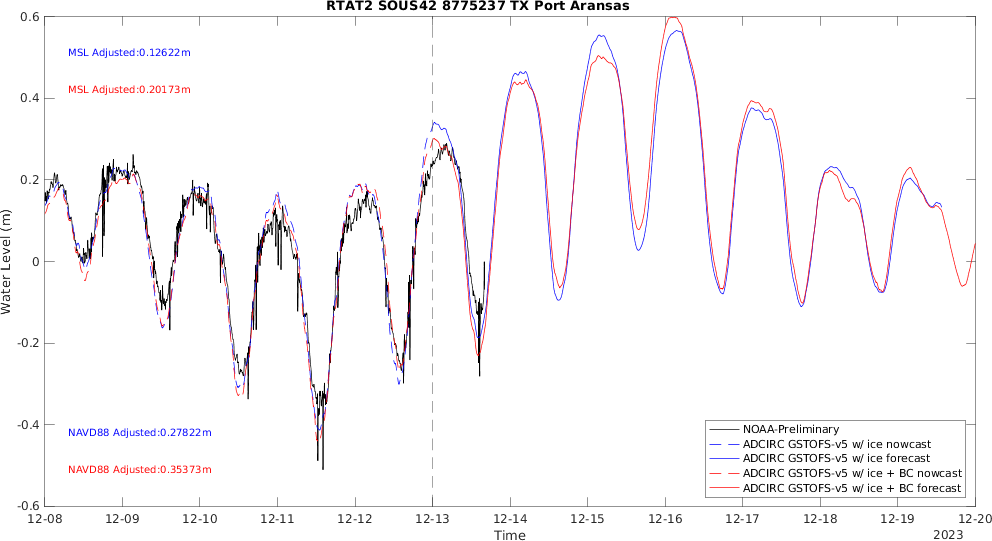 RTAT2 SOUS42 8775237 TX Port Aransas
0.6
MSL Adjusted:0.12622m
MSL Adjusted:0.20173m
0.4
0.2
Water Level (m)
0
-0.2
-0.4
NAVD88 Adjusted:0.27822m
NAVD88 Adjusted:0.35373m
NOAA-Preliminary
ADCIRC GSTOFS-v5 w/ ice nowcast
ADCIRC GSTOFS-v5 w/ ice forecast
ADCIRC GSTOFS-v5 w/ ice + BC nowcast
ADCIRC GSTOFS-v5 w/ ice + BC forecast
-0.6
12-08 12-09 12-10 12-11 12-12 12-13 12-14 12-15 12-16 12-17 12-18 12-19 12-20
Time
2023